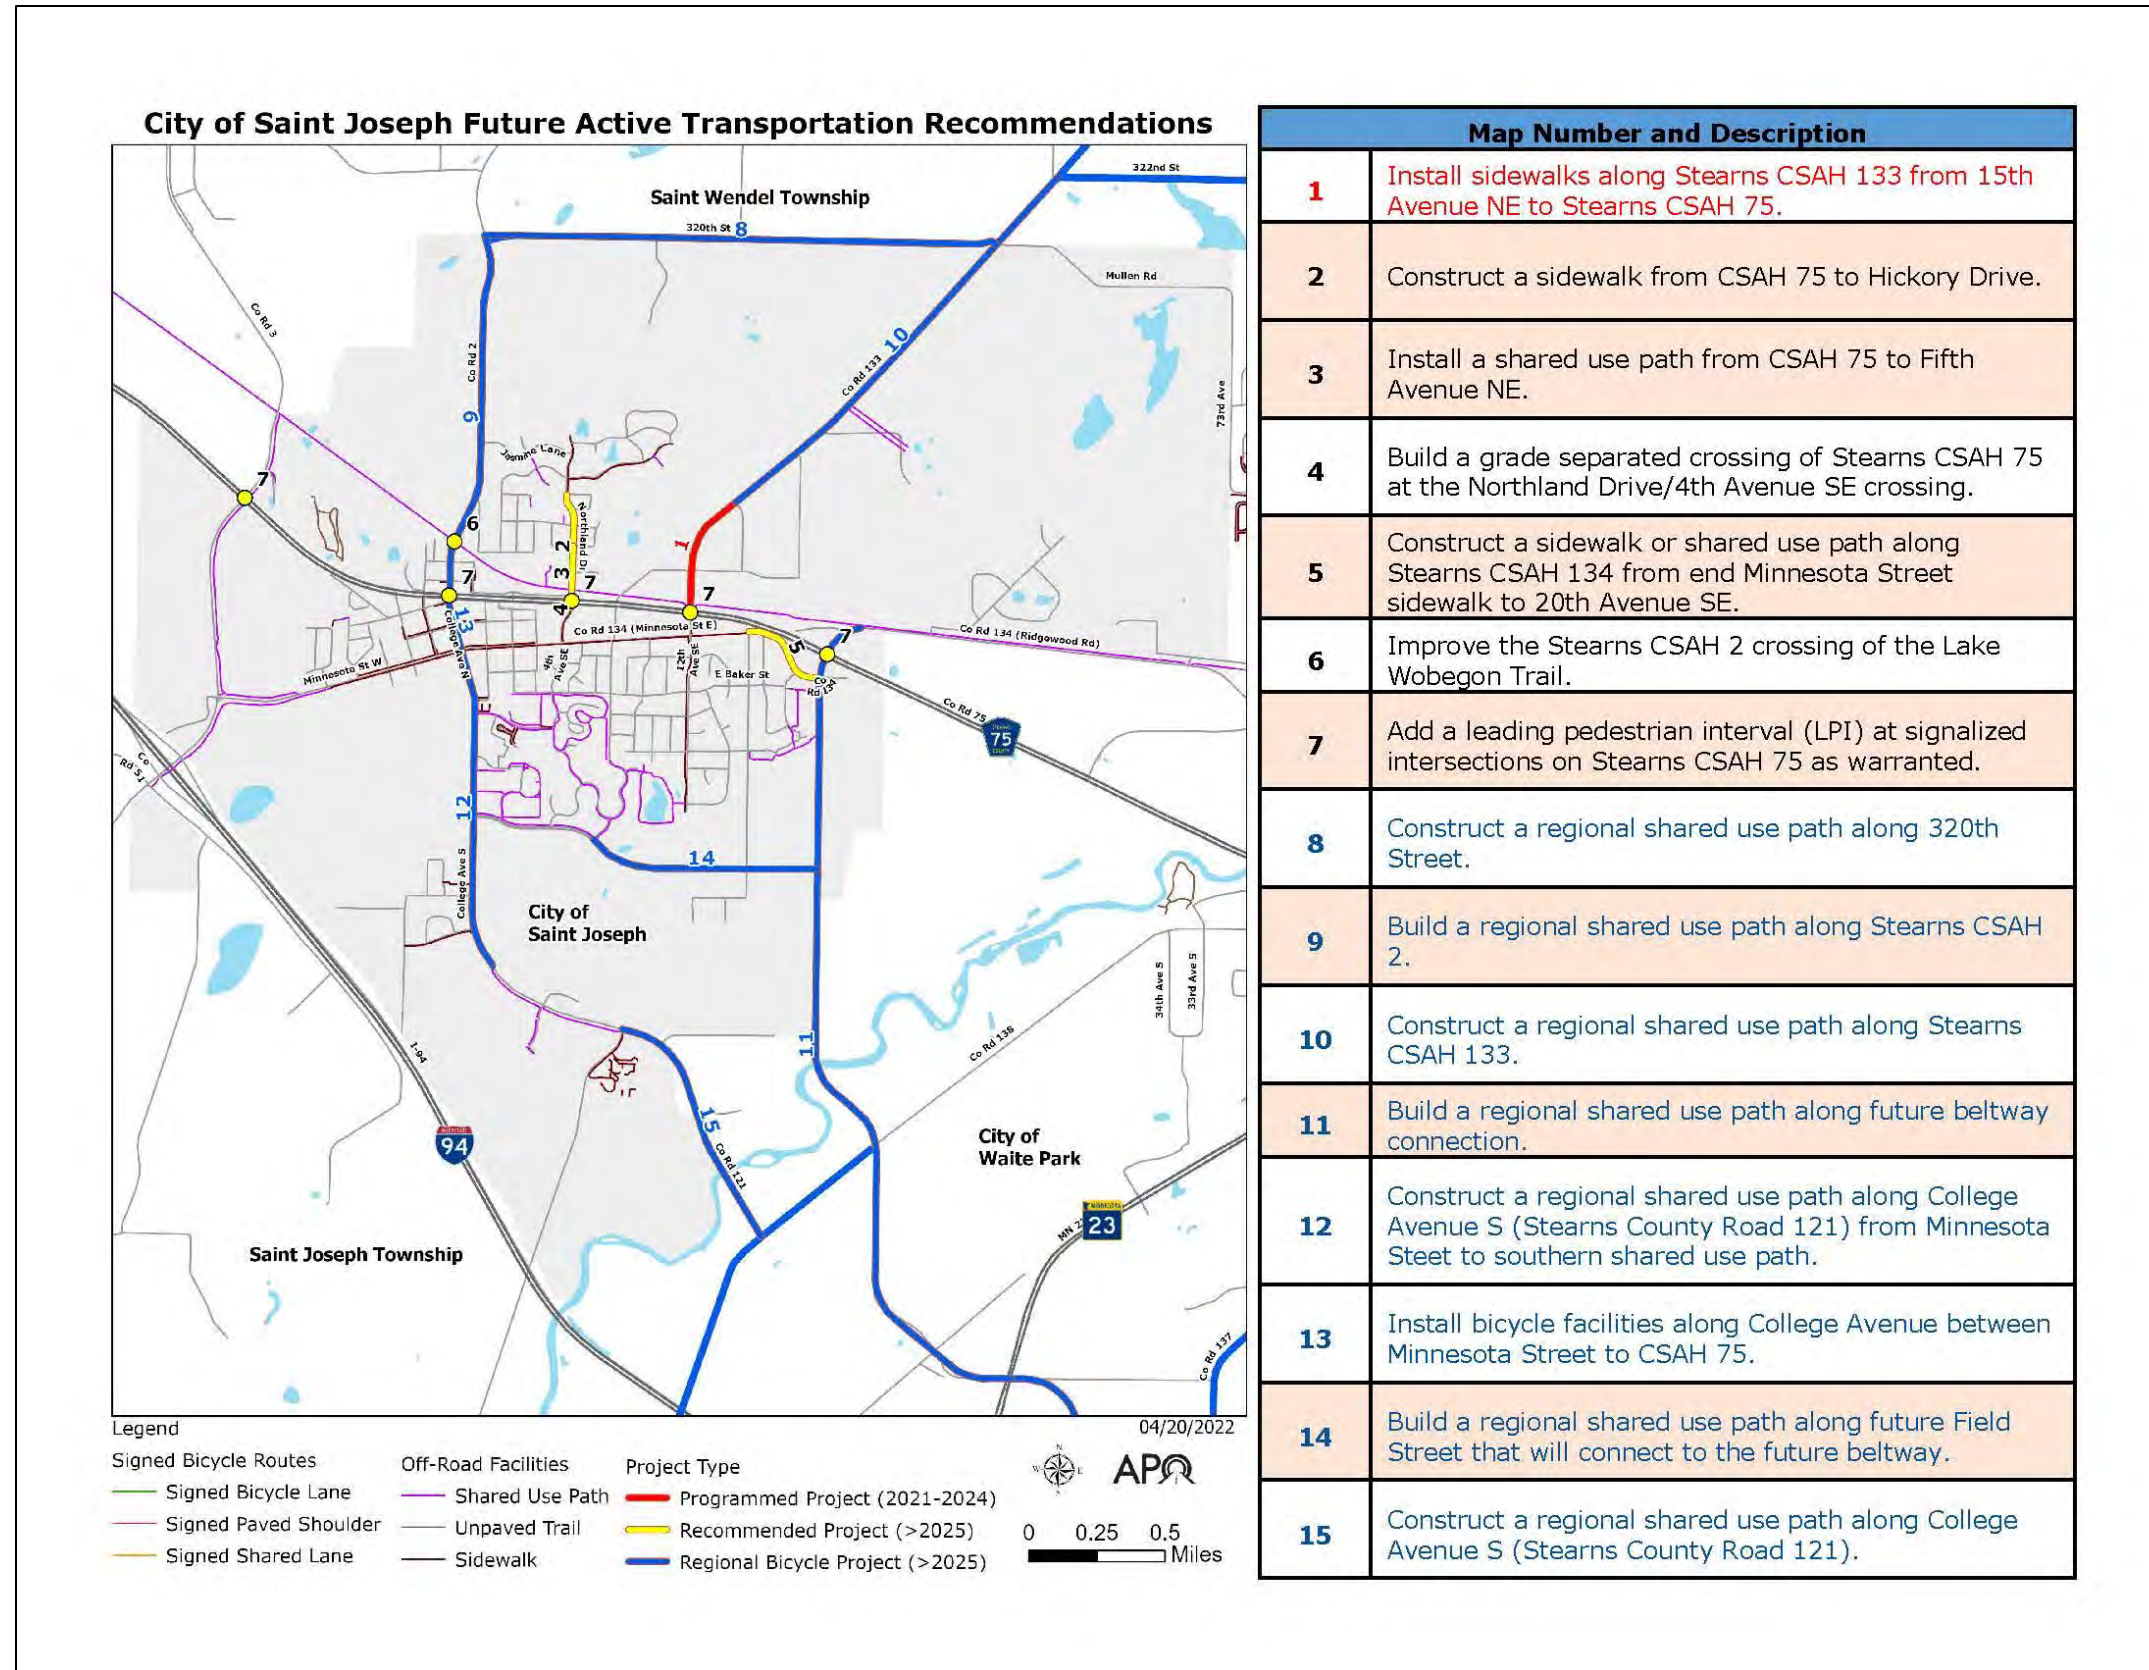 City of Saint Joseph Future Active Transportation Recommendations
322nd St
Saint Wendel Township
320th St 8
Mullen Rd
Co Rd 3
Co Rd 2
10
Co Rd 133
73rd Ave
9
Jasmine Lane
7
6
Northland Dr
2
1
3
7
7
7
4
13
College Ave N
Co Rd 134 (Minnesota St E)
5
7
Co Rd 134 (Ridgewood Rd)
Minnesota St W
4th
Ave SE
12th
Ave SE
E Baker St
Co
Rd 134
Co Rd 75
75
Co
Rd 51
12
14
College Ave S
City of
Saint Joseph
34th Ave S
33rd Ave S
11
Co Rd 138
I-94
15
Co Rd 121
94
City of
Waite Park
MN 23
23
Saint Joseph Township
Co Rd 137
Legend
04/20/2022
Signed Bicycle Routes
Signed Bicycle Lane
Signed Paved Shoulder
Signed Shared Lane
Off-Road Facilities
Shared Use Path
Unpaved Trail
Sidewalk
Project Type
Programmed Project (2021-2024)
Recommended Project (>2025)
Regional Bicycle Project (>2025)
N
W E
S
APO
0 0.25 0.5
Miles
Map Number and Description
1
Install sidewalks along Stearns CSAH 133 from 15th
Avenue NE to Stearns CSAH 75.
2
Construct a sidewalk from CSAH 75 to Hickory Drive.
3
Install a shared use path from CSAH 75 to Fifth
Avenue NE.
4
Build a grade separated crossing of Stearns CSAH 75
at the Northland Drive/4th Avenue SE crossing.
5
Construct a sidewalk or shared use path along
Stearns CSAH 134 from end Minnesota Street
sidewalk to 20th Avenue SE.
6
Improve the Stearns CSAH 2 crossing of the Lake
Wobegon Trail.
7
Add a leading pedestrian interval (LPI) at signalized
intersections on Stearns CSAH 75 as warranted.
8
Construct a regional shared use path along 320th
Street.
9
Build a regional shared use path along Stearns CSAH
2.
10
Construct a regional shared use path along Stearns
CSAH 133.
11
Build a regional shared use path along future beltway
connection.
12
Construct a regional shared use path along College
Avenue S (Stearns County Road 121) from Minnesota
Steet to southern shared use path.
13
Install bicycle facilities along College Avenue between
Minnesota Street to CSAH 75.
14
Build a regional shared use path along future Field
Street that will connect to the future beltway.
15
Construct a regional shared use path along College
Avenue S (Stearns County Road 121).